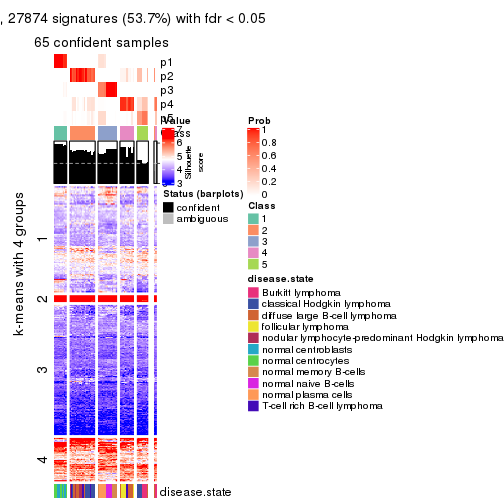 , 27874 signatures (53.7%) with fdr < 0.05
65 confident samples
p1
p2
p3
p4
p5
Value
Class
7
6
5
4
3
Silhouette
score
Prob
1
0.8
0.6
0.4
0.2
0
Status (barplots)
confident
ambiguous
Class
1
2
3
4
5
disease.state
Burkitt lymphoma
classical Hodgkin lymphoma
diffuse large B-cell lymphoma
follicular lymphoma
nodular lymphocyte-predominant Hodgkin lymphoma
normal centroblasts
normal centrocytes
normal memory B-cells
normal naive B-cells
normal plasma cells
T-cell rich B-cell lymphoma
k-means with 4 groups
1
2
3
4
disease.state